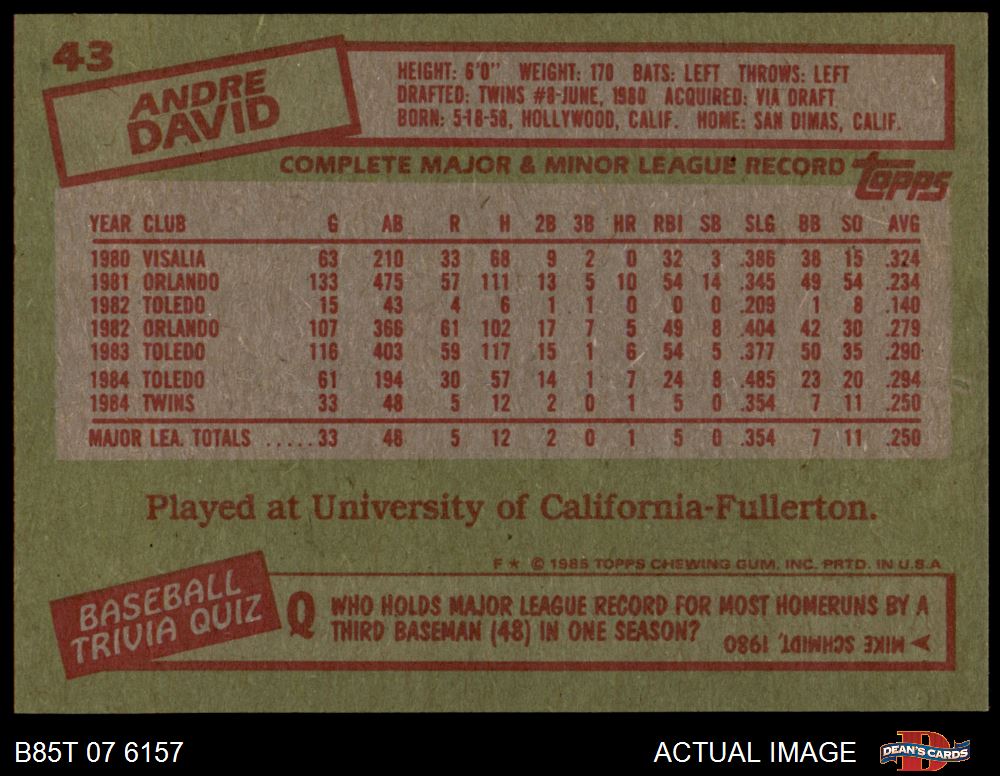 43
ANDRE
DAVID
HEIGHT: 6'0" WEIGHT: 170 BATS: LEFT THROWS: LEFT
DRAFTED: TWINS #8-JUNE, 1980 ACQUIRED: VIA DRAFT
BORN: 5-18-58, HOLLYWOOD, CALIF. HOME: SAN DIMAS, CALIF.
COMPLETE MAJOR & MINOR LEAGUE RECORD Topps
YEAR CLUB G AB R H 2B 3B HR RBI SB SLG BB SO AVG
1980 VISALIA 63 210 33 68 9 2 0 32 3 .386 38 15 .324
1981 ORLANDO 133 475 57 111 13 5 10 54 14 .345 49 54 .234
1982 TOLEDO 15 43 4 6 1 1 0 0 0 .209 1 8 .140
1982 ORLANDO 107 366 61 102 17 7 5 49 8 .404 42 30 .279
1983 TOLEDO 116 403 59 117 15 1 6 54 5 .377 50 35 .290
1984 TOLEDO 61 194 30 57 14 1 7 24 8 .485 23 20 .294
1984 TWINS 33 48 5 12 2 0 1 5 0 .354 7 11 .250
MAJOR LEA. TOTALS .....33 48 5 12 2 0 1 5 0 .354 7 11 .250
Played at University of California-Fullerton.
F ★ © 1985 TOPPS CHEWING GUM, INC. PRTD. IN U.S.A
BASEBALL
TRIVIA QUIZ
Q WHO HOLDS MAJOR LEAGUE RECORD FOR MOST HOMERUNS BY A
THIRD BASEMAN (48) IN ONE SEASON?
MIKE SCHMIDT, 1980
B85T 07 6157
ACTUAL IMAGE
D
DEAN'S CARDS